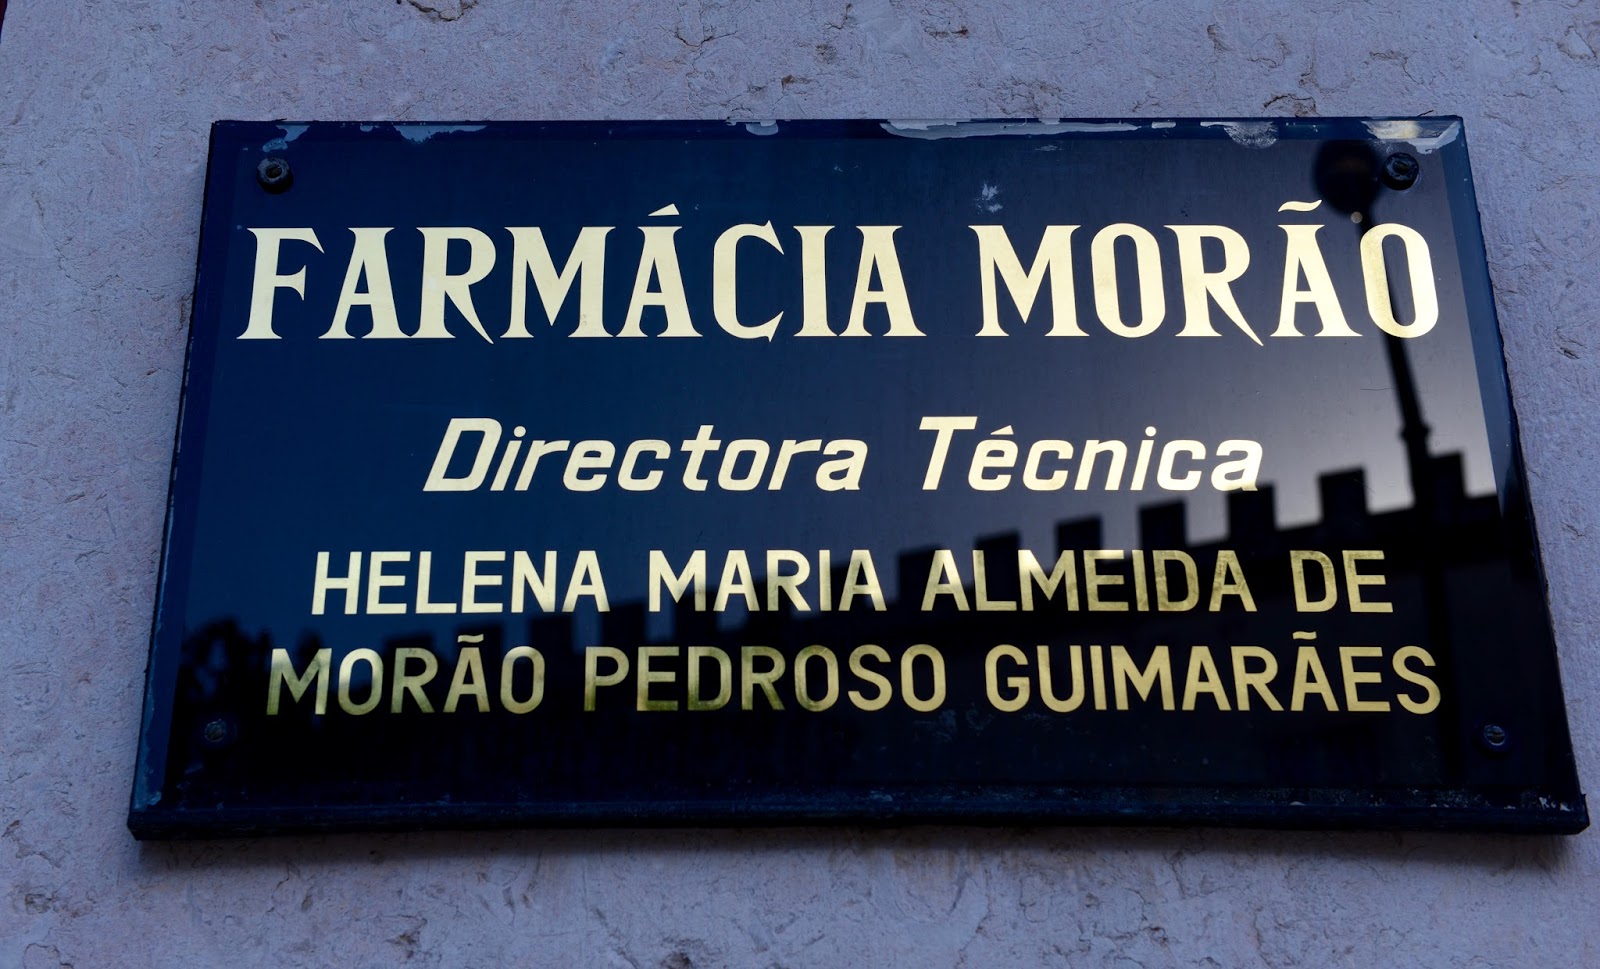 FARMÁCIA MORÃO
Directora Técnica
HELENA MARIA ALMEIDA DE
MORÃO PEDROSO GUIMARÃES